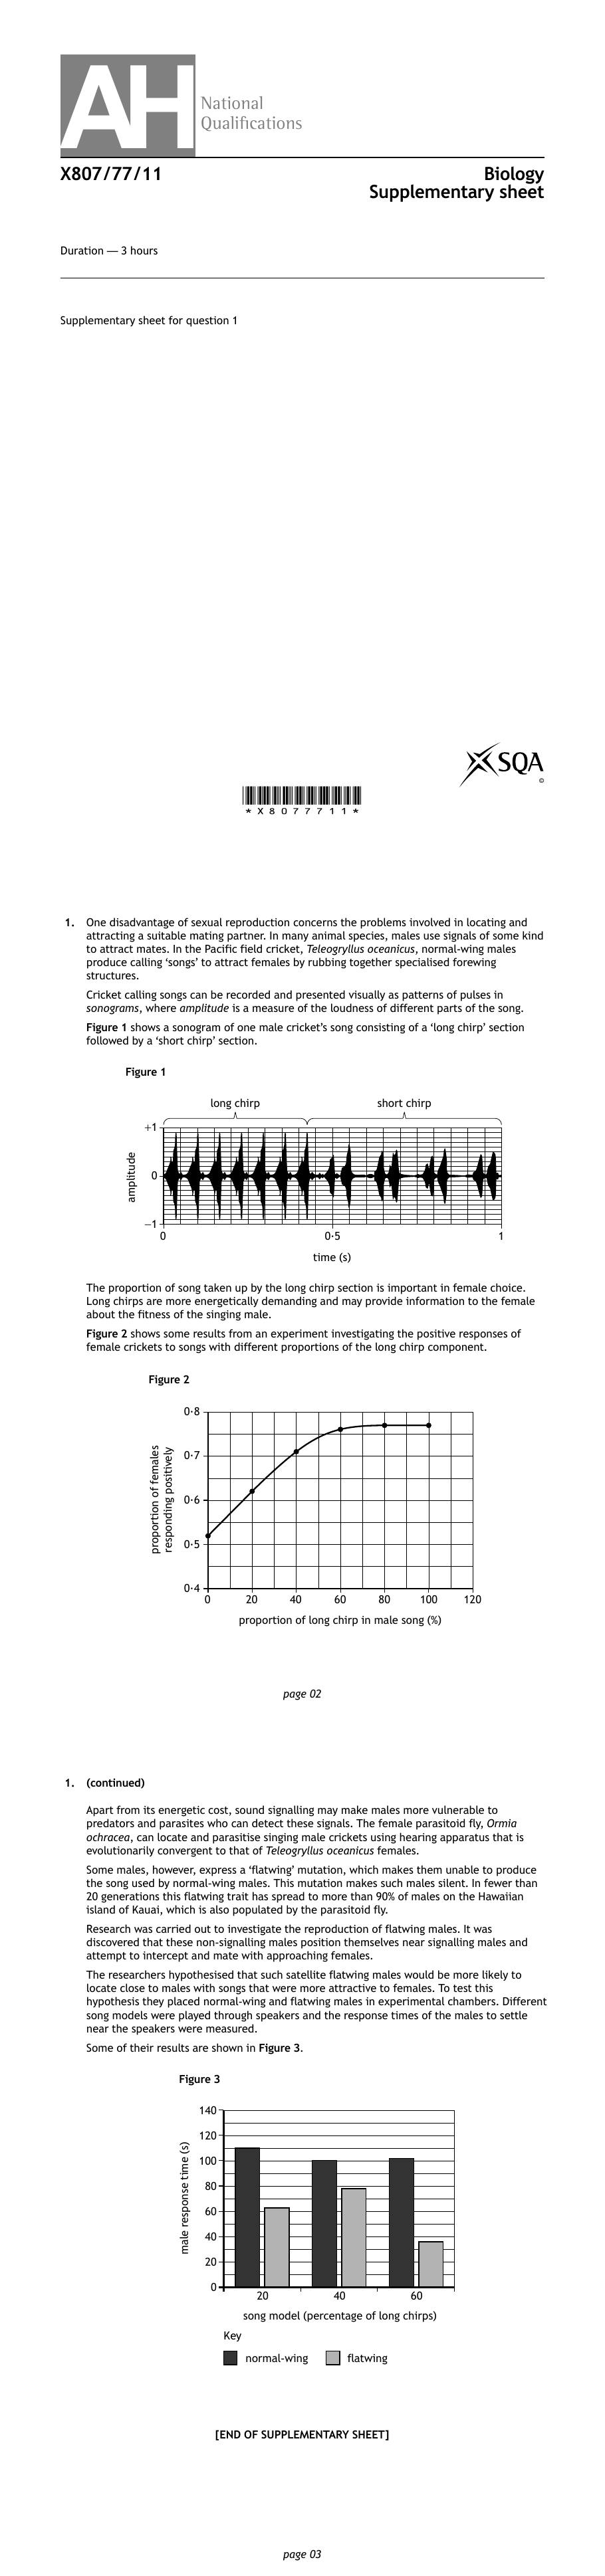 AH
National
Qualifications
X807/77/11
Biology
Supplementary sheet
Duration — 3 hours
Supplementary sheet for question 1
SQA
©
*X8077711*
1. One disadvantage of sexual reproduction concerns the problems involved in locating and
attracting a suitable mating partner. In many animal species, males use signals of some kind
to attract mates. In the Pacific field cricket, Teleogryllus oceanicus, normal-wing males
produce calling ‘songs’ to attract females by rubbing together specialised forewing
structures.
Cricket calling songs can be recorded and presented visually as patterns of pulses in
sonograms, where amplitude is a measure of the loudness of different parts of the song.
Figure 1 shows a sonogram of one male cricket’s song consisting of a ‘long chirp’ section
followed by a ‘short chirp’ section.
Figure 1
long chirp
short chirp
+1
0
−1
amplitude
0
0·5
1
time (s)
The proportion of song taken up by the long chirp section is important in female choice.
Long chirps are more energetically demanding and may provide information to the female
about the fitness of the singing male.
Figure 2 shows some results from an experiment investigating the positive responses of
female crickets to songs with different proportions of the long chirp component.
Figure 2
0·8
0·7
0·6
0·5
0·4
proportion of females
responding positively
0 20 40 60 80 100 120
proportion of long chirp in male song (%)
page 02
1. (continued)
Apart from its energetic cost, sound signalling may make males more vulnerable to
predators and parasites who can detect these signals. The female parasitoid fly, Ormia
ochracea, can locate and parasitise singing male crickets using hearing apparatus that is
evolutionarily convergent to that of Teleogryllus oceanicus females.
Some males, however, express a ‘flatwing’ mutation, which makes them unable to produce
the song used by normal-wing males. This mutation makes such males silent. In fewer than
20 generations this flatwing trait has spread to more than 90% of males on the Hawaiian
island of Kauai, which is also populated by the parasitoid fly.
Research was carried out to investigate the reproduction of flatwing males. It was
discovered that these non-signalling males position themselves near signalling males and
attempt to intercept and mate with approaching females.
The researchers hypothesised that such satellite flatwing males would be more likely to
locate close to males with songs that were more attractive to females. To test this
hypothesis they placed normal-wing and flatwing males in experimental chambers. Different
song models were played through speakers and the response times of the males to settle
near the speakers were measured.
Some of their results are shown in Figure 3.
Figure 3
140
120
100
80
60
40
20
0
male response time (s)
20 40 60
song model (percentage of long chirps)
Key
normal-wing
flatwing
[END OF SUPPLEMENTARY SHEET]
page 03